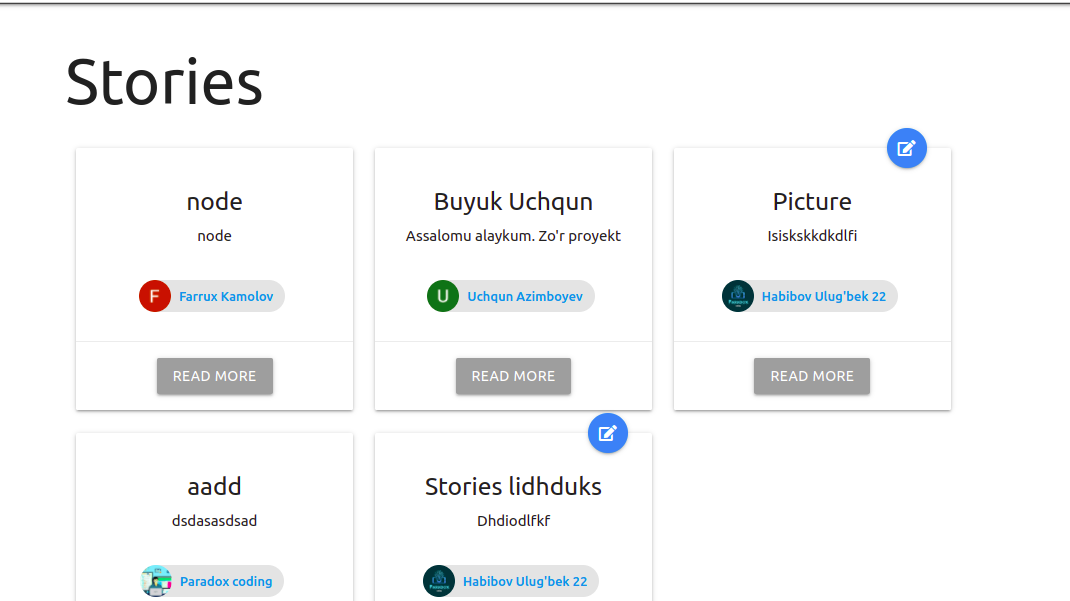 Stories
node
node
F
Farrux Kamolov
READ MORE
Buyuk Uchqun
Assalomu alaykum. Zo'r proyekt
U
Uchqun Azimboyev
READ MORE
Picture
Isiskskkdkdlfi
Habibov Ulug'bek 22
READ MORE
aadd
dsdasasdsad
Paradox coding
Stories lidhduks
Dhdiodlfkf
Habibov Ulug'bek 22